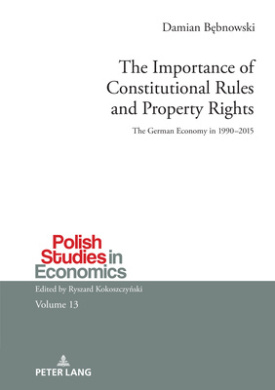 Damian Bębnowski
The Importance of
Constitutional Rules
and Property Rights
The German Economy in 1990–2015
Polish
Studies in
Economics
Edited by Ryszard Kokoszczyński
Volume 13
PETER LANG